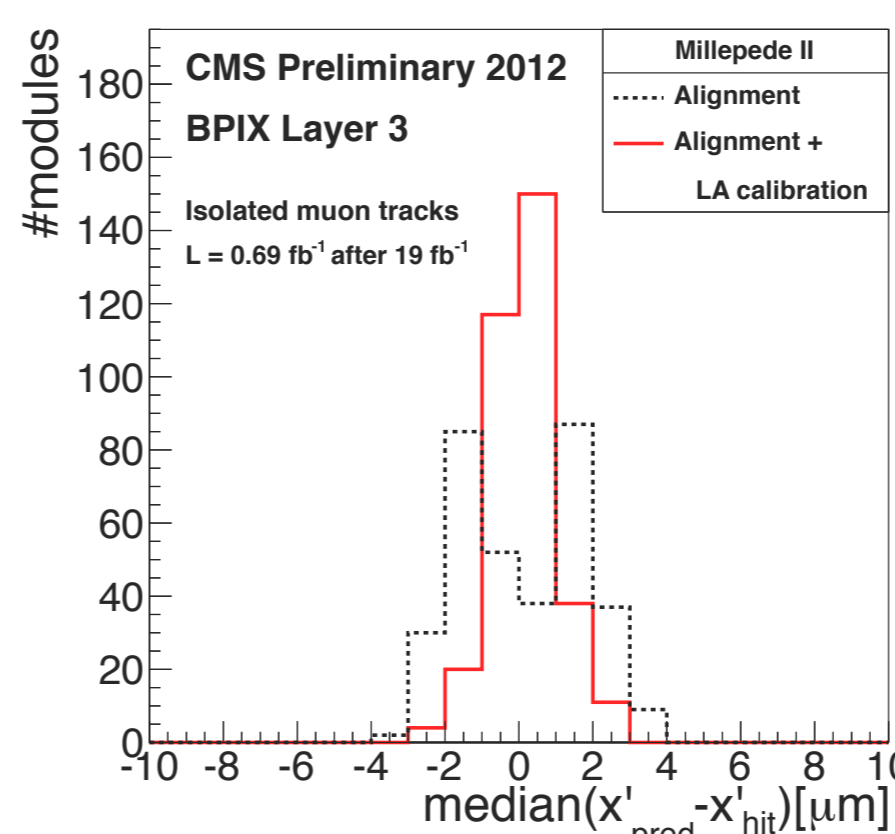 CMS Preliminary 2012
BPIX Layer 3
Isolated muon tracks
L = 0.69 fb⁻¹ after 19 fb⁻¹
Millepede II
Alignment
Alignment +
LA calibration
#modules
180
160
140
120
100
80
60
40
20
0
-10 -8 -6 -4 -2 0 2 4 6 8 10
median(x'pred-x'hit)[μm]